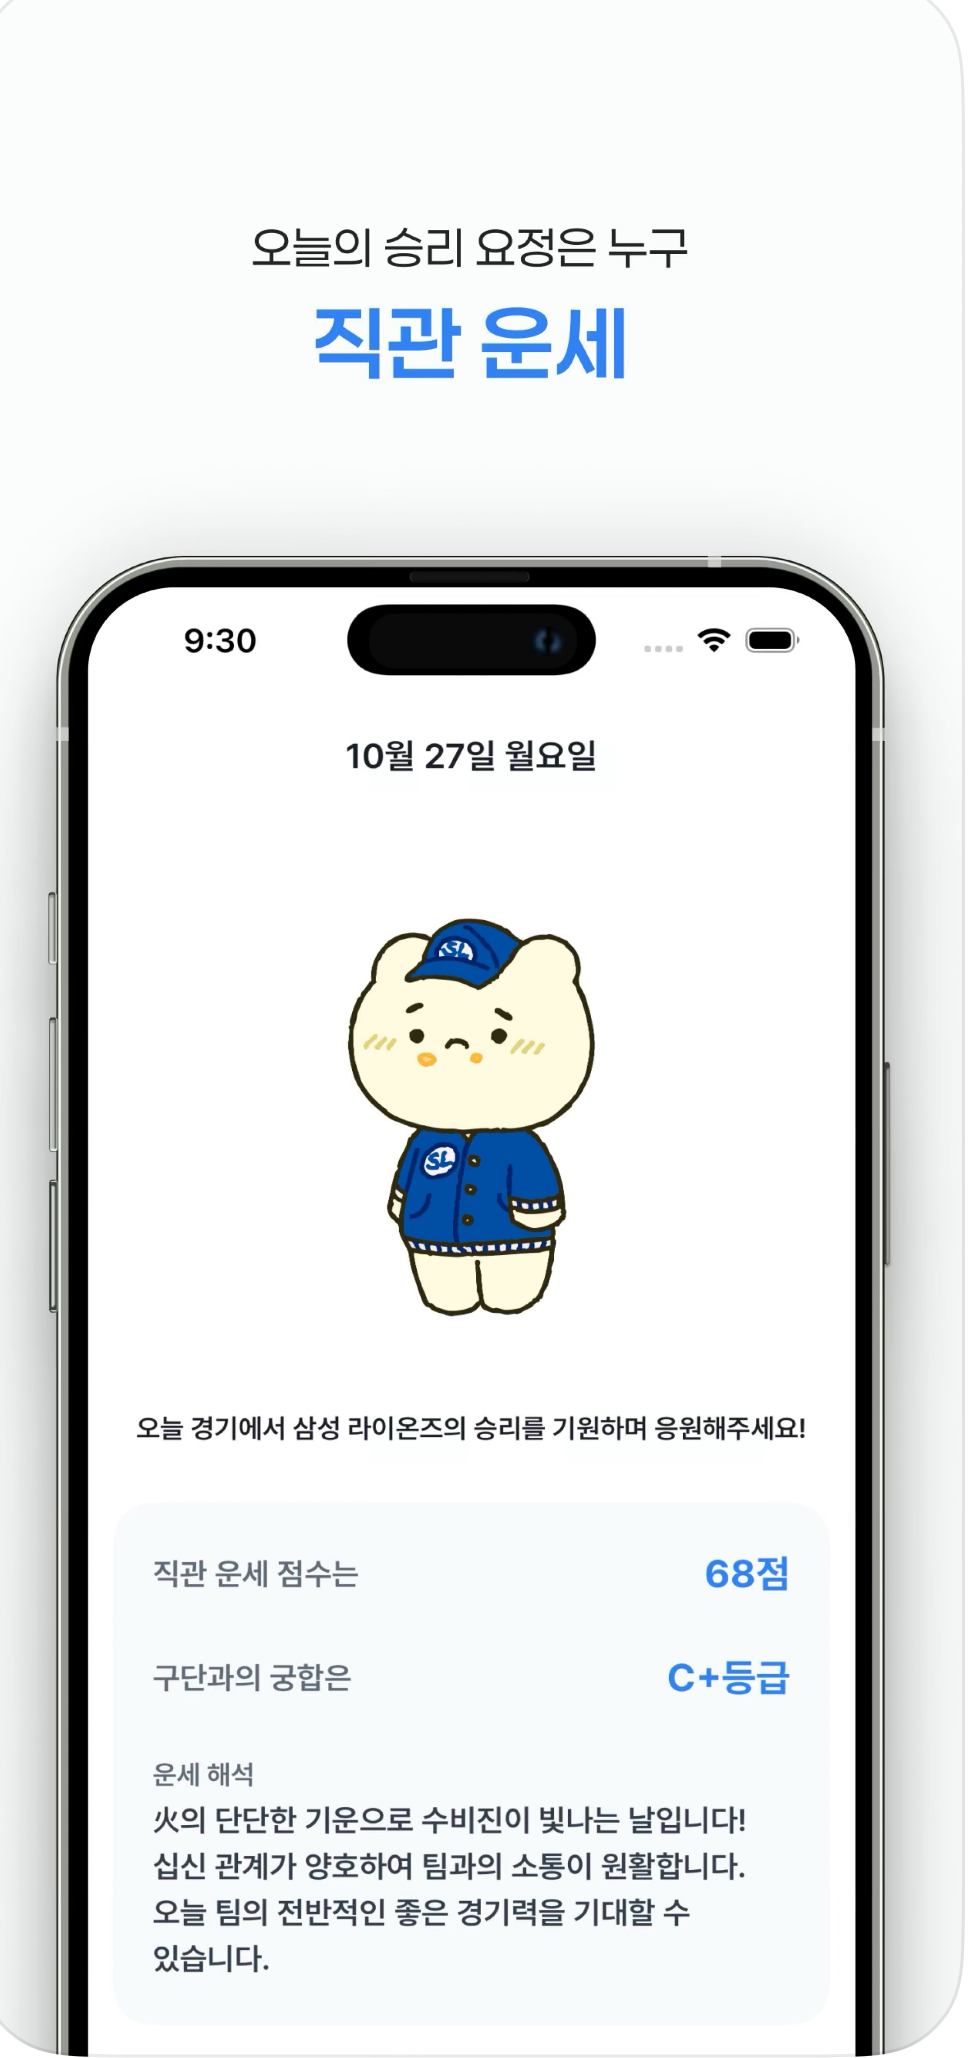 오늘의 승리 요정은 누구
직관 운세
9:30
10월 27일 월요일
SL
SL
오늘 경기에서 삼성 라이온즈의 승리를 기원하며 응원해주세요!
직관 운세 점수는 68점
구단과의 궁합은 C+등급
운세 해석
火의 단단한 기운으로 수비진이 빛나는 날입니다!
십신 관계가 양호하여 팀과의 소통이 원활합니다.
오늘 팀의 전반적인 좋은 경기력을 기대할 수
있습니다.